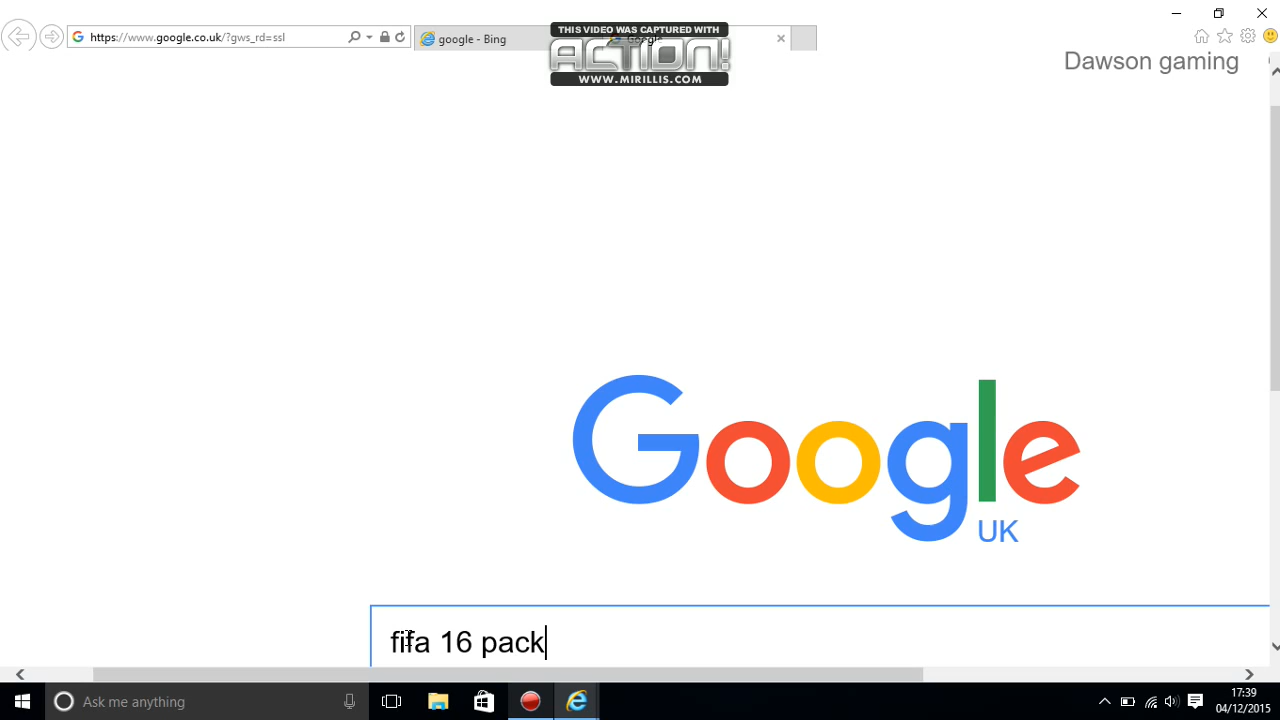 THIS VIDEO WAS CAPTURED WITH
ACTION!
WWW.MIRILLIS.COM
https://www.google.co.uk/?gws_rd=ssl
google - Bing
Google
Dawson gaming
Google
UK
fifa 16 pack
Ask me anything
17:39
04/12/2015